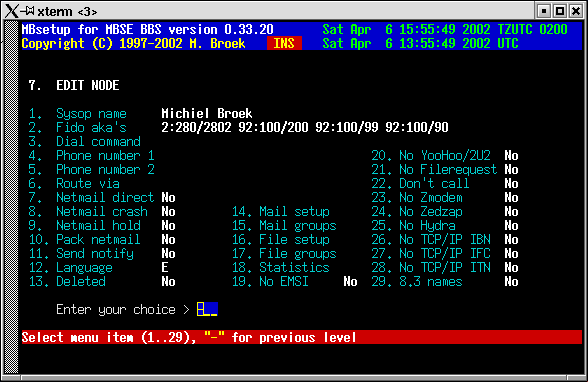 xterm <3>
MBsetup for MBSE BBS version 0.33.20 Sat Apr 6 15:55:49 2002 TZUTC 0200
Copyright (C) 1997-2002 M. Broek INS Sat Apr 6 13:55:49 2002 UTC
7. EDIT NODE
1. Sysop name Michiel Broek
2. Fido aka's 2:280/2802 92:100/200 92:100/99 92:100/90
3. Dial command
4. Phone number 1 20. No YooHoo/2U2 No
5. Phone number 2 21. No Filerequest No
6. Route via 22. Don't call No
7. Netmail direct No 23. No Zmodem No
8. Netmail crash No 14. Mail setup 24. No Zedzap No
9. Netmail hold No 15. Mail groups 25. No Hydra No
10. Pack netmail No 16. File setup 26. No TCP/IP IBN No
11. Send notify No 17. File groups 27. No TCP/IP IFC No
12. Language E 18. Statistics 28. No TCP/IP ITN No
13. Deleted No 19. No EMSI No 29. 8.3 names No
Enter your choice > -
Select menu item (1..29), "-" for previous level